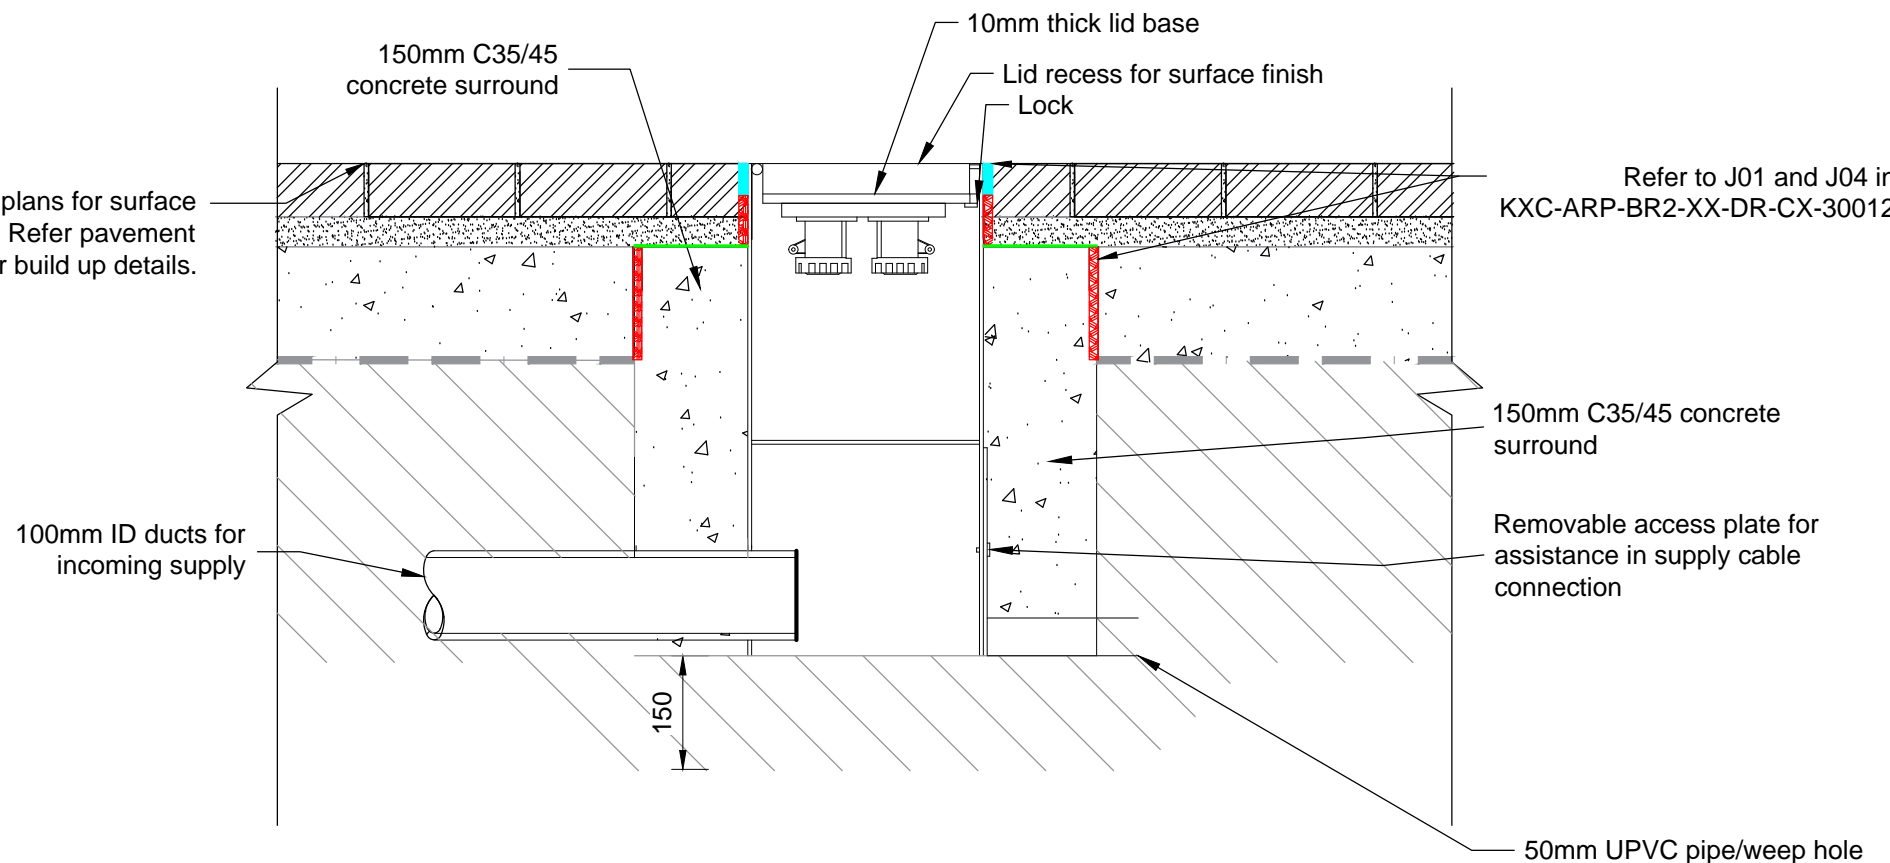 10mm thick lid base
150mm C35/45
concrete surround
Lid recess for surface finish
Lock
plans for surface
Refer pavement
r build up details.
Refer to J01 and J04 in
KXC-ARP-BR2-XX-DR-CX-30012
150mm C35/45 concrete
surround
100mm ID ducts for
incoming supply
Removable access plate for
assistance in supply cable
connection
150
50mm UPVC pipe/weep hole